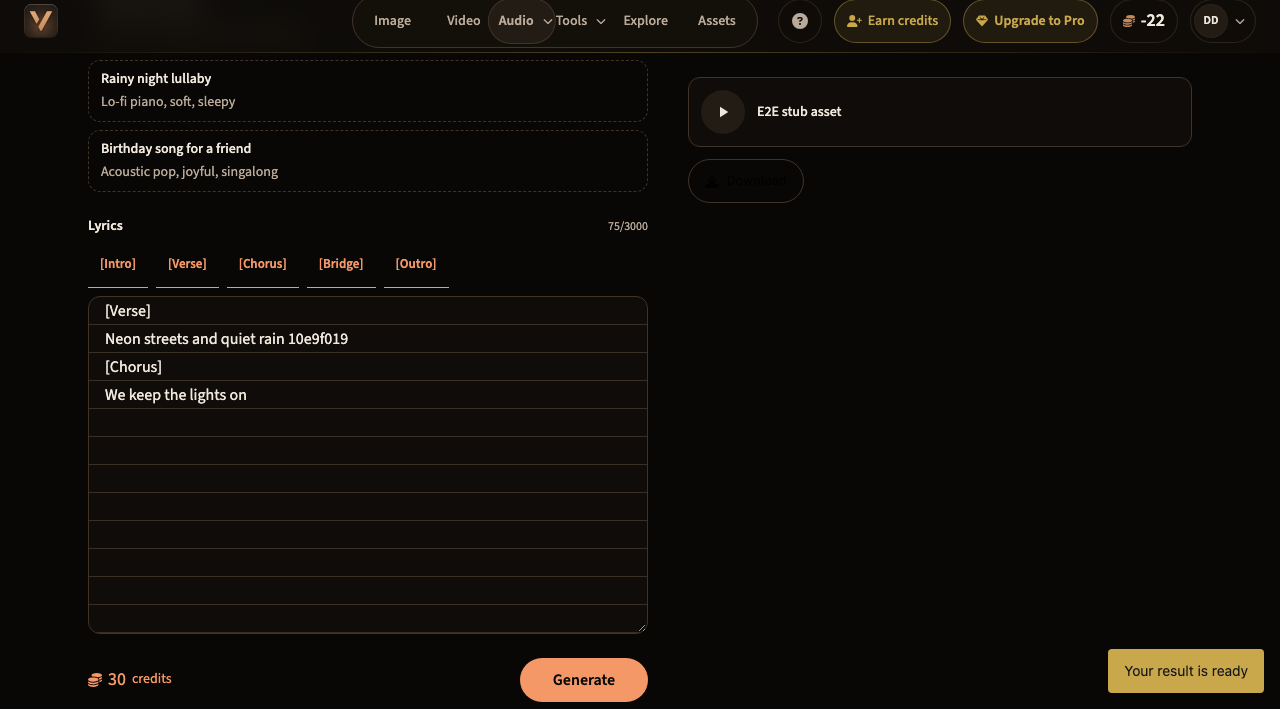 Image Video Audio Tools Explore Assets ? Earn credits Upgrade to Pro -22 DD
Rainy night lullaby
Lo-fi piano, soft, sleepy
Birthday song for a friend
Acoustic pop, joyful, singalong
Lyrics 75/3000
[Intro] [Verse] [Chorus] [Bridge] [Outro]
[Verse]
Neon streets and quiet rain 10e9f019
[Chorus]
We keep the lights on
30 credits
Generate
E2E stub asset
Download
Your result is ready